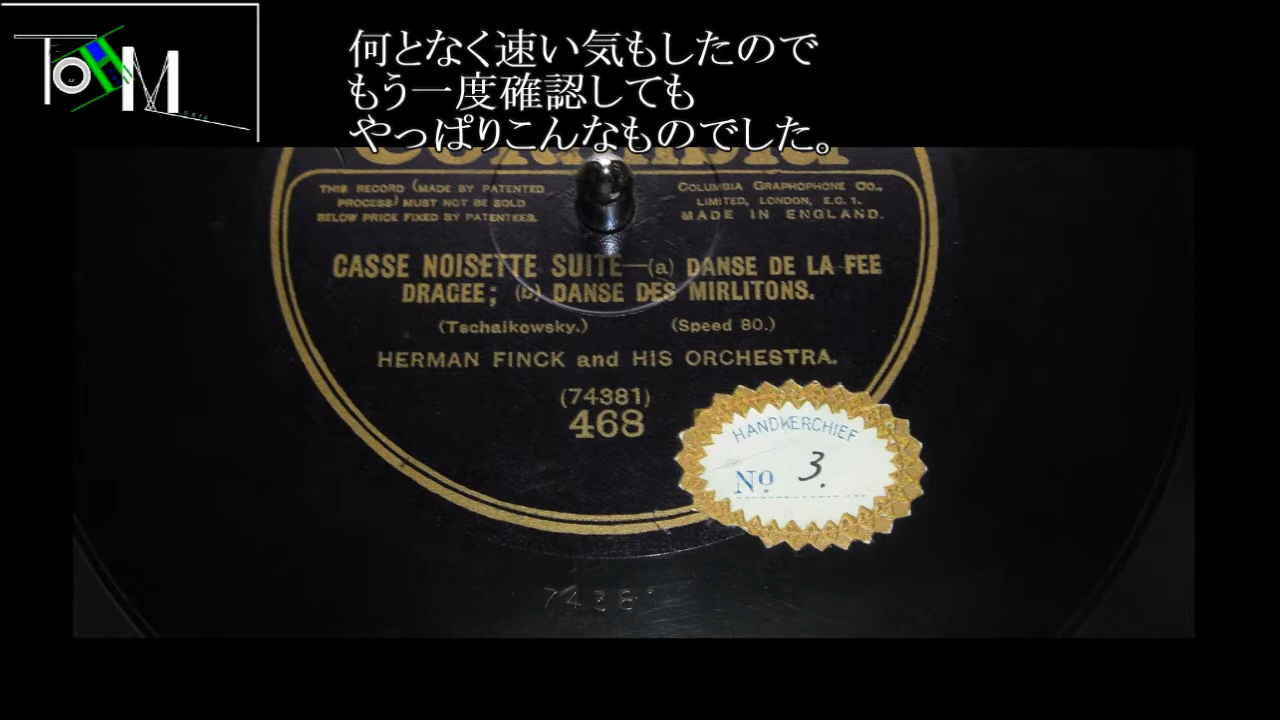 TOHM
何となく速い気もしたので
もう一度確認しても
やっぱりこんなものでした。
Columbia
THIS RECORD (MADE BY PATENTED
PROCESS) MUST NOT BE SOLD
BELOW PRICE FIXED BY PATENTEES.
COLUMBIA GRAPHOPHONE CO.,
LIMITED, LONDON, E.C. 1.
MADE IN ENGLAND.
CASSE NOISETTE SUITE—(a) DANSE DE LA FEE
DRAGEE; (b) DANSE DES MIRLITONS.
(Tschaikowsky.) (Speed 80.)
HERMAN FINCK and HIS ORCHESTRA.
(74381)
468
HANDKERCHIEF
Nº 3.